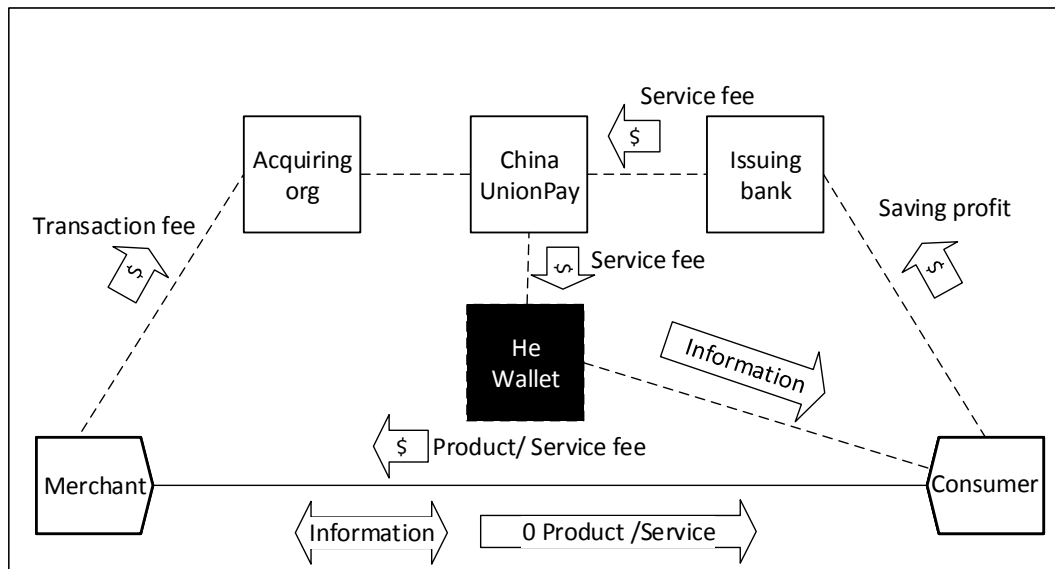 Service fee
$
Acquiring
org
China
UnionPay
Issuing
bank
Transaction fee
$
Saving profit
$
$
Service fee
He
Wallet
Information
$
Product/ Service fee
Merchant
Consumer
Information
0 Product /Service